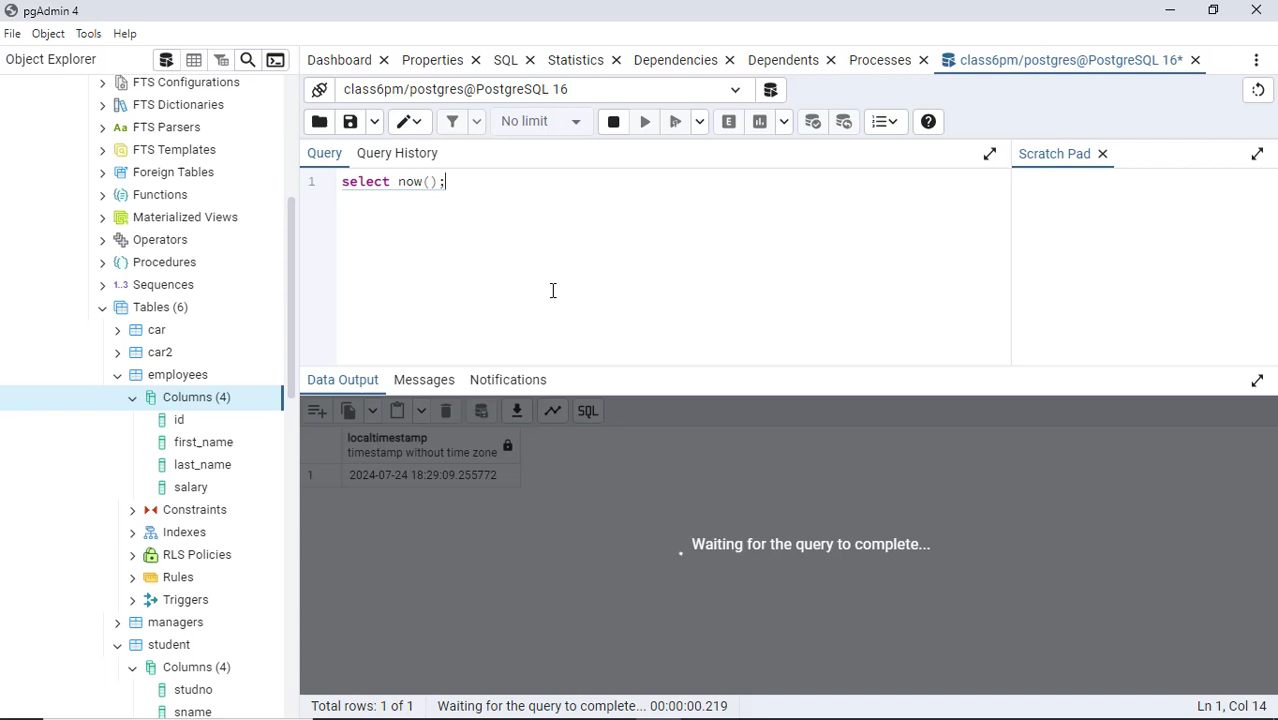 pgAdmin 4
File Object Tools Help
Object Explorer
Dashboard Properties SQL Statistics Dependencies Dependents Processes class6pm/postgres@PostgreSQL 16*
class6pm/postgres@PostgreSQL 16
No limit
E
SQL
Query Query History
Scratch Pad
1 select now();
FTS Configurations
FTS Dictionaries
Aa FTS Parsers
FTS Templates
Foreign Tables
Functions
Materialized Views
Operators
Procedures
1..3 Sequences
Tables (6)
car
car2
employees
Columns (4)
id
first_name
last_name
salary
Constraints
Indexes
RLS Policies
Rules
Triggers
managers
student
Columns (4)
studno
sname
Data Output Messages Notifications
localtimestamp
timestamp without time zone
1 2024-07-24 18:29:09.255772
Waiting for the query to complete...
Total rows: 1 of 1 Waiting for the query to complete... 00:00:00.219 Ln 1, Col 14